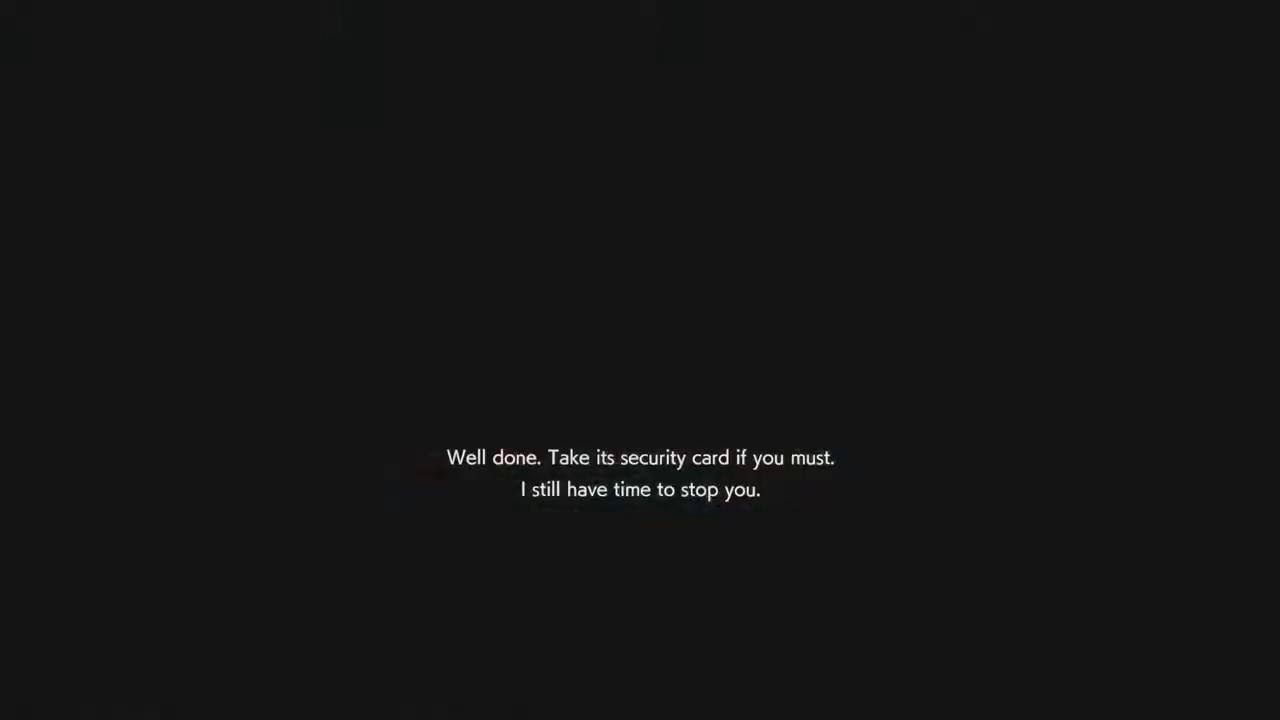 Well done. Take its security card if you must.
I still have time to stop you.